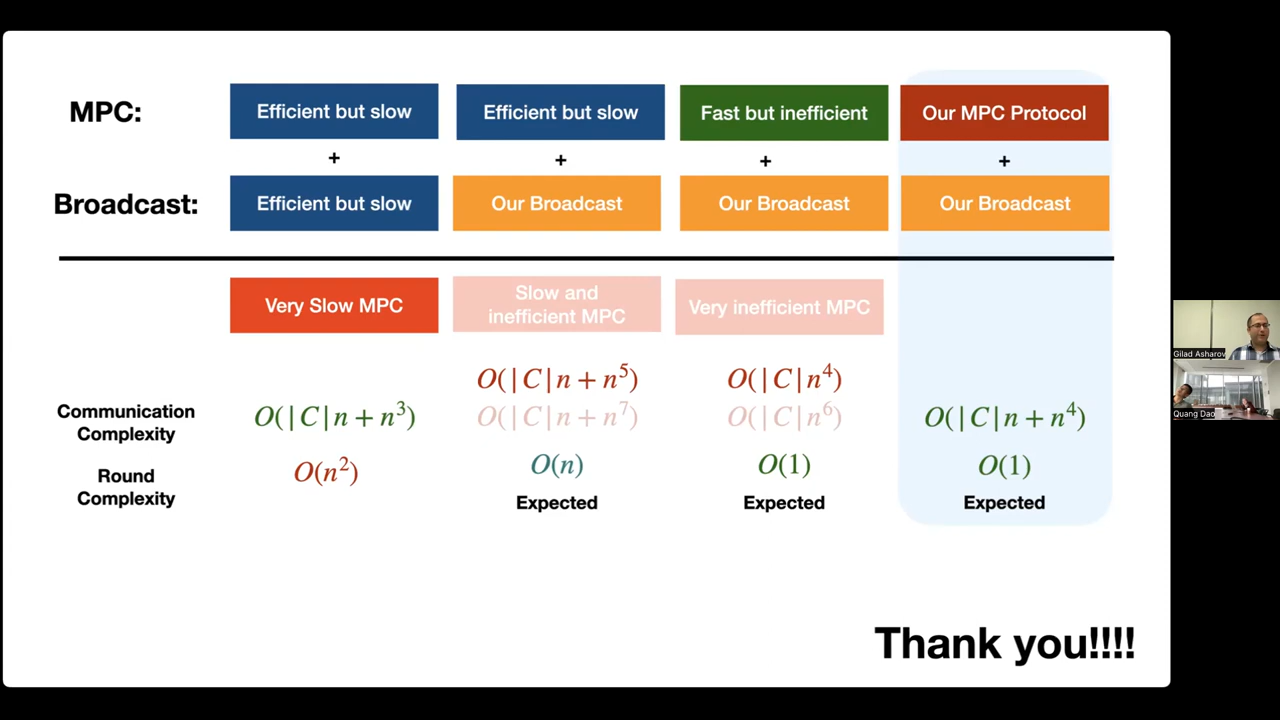 MPC:
Efficient but slow
Efficient but slow
Fast but inefficient
Our MPC Protocol
+
+
+
+
Broadcast:
Efficient but slow
Our Broadcast
Our Broadcast
Our Broadcast
Very Slow MPC
Slow and
inefficient MPC
Very inefficient MPC
O(|C|n + n⁵)
O(|C|n⁴)
Communication
Complexity
O(|C|n + n³)
O(|C|n + n⁷)
O(|C|n⁶)
O(|C|n + n⁴)
Round
Complexity
O(n²)
O(n)
O(1)
O(1)
Expected
Expected
Expected
Thank you!!!!
Gilad Asharov
Quang Dao